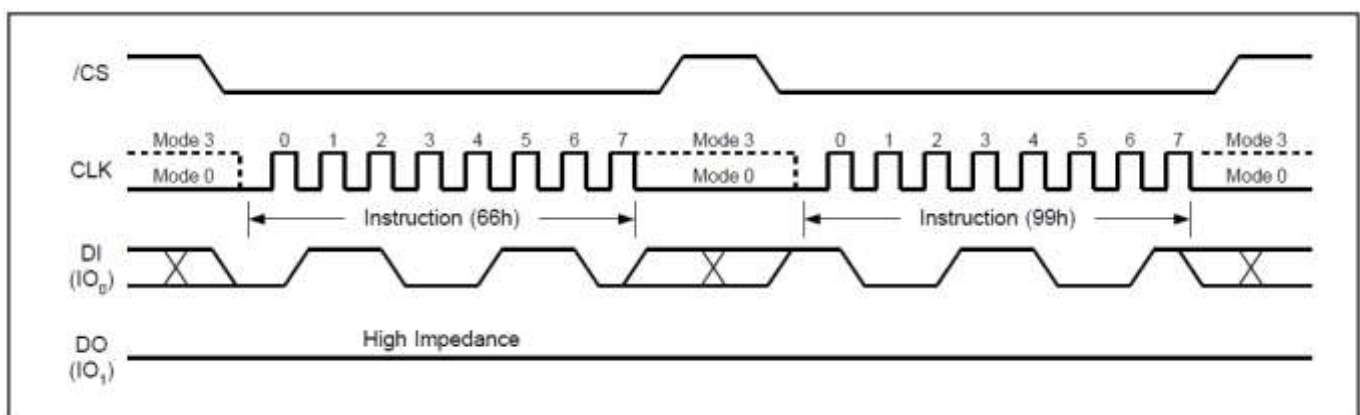 /CS
Mode 3 0 1 2 3 4 5 6 7 Mode 3 0 1 2 3 4 5 6 7 Mode 3
CLK
Mode 0 Mode 0 Mode 0
Instruction (66h) Instruction (99h)
DI
(IO₀)
High Impedance
DO
(IO₁)